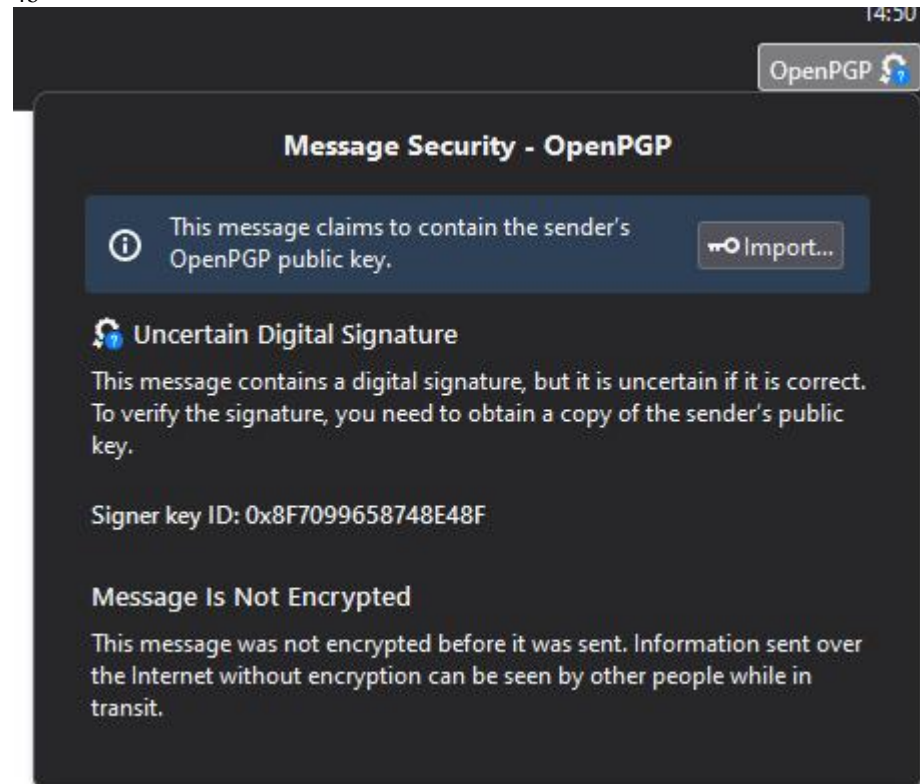 14:50
OpenPGP
Message Security - OpenPGP
This message claims to contain the sender's
OpenPGP public key.
Import...
Uncertain Digital Signature
This message contains a digital signature, but it is uncertain if it is correct.
To verify the signature, you need to obtain a copy of the sender's public
key.
Signer key ID: 0x8F7099658748E48F
Message Is Not Encrypted
This message was not encrypted before it was sent. Information sent over
the Internet without encryption can be seen by other people while in
transit.